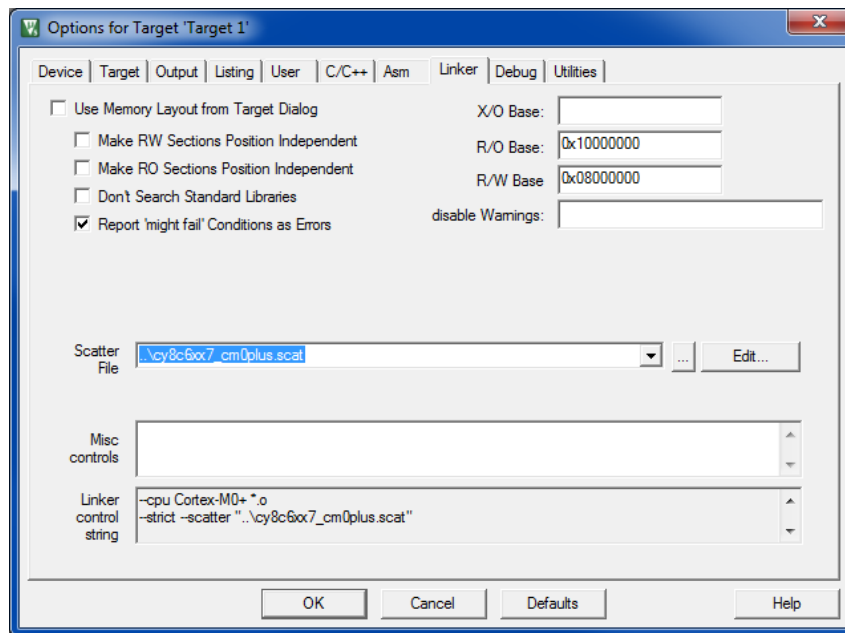 Options for Target 'Target 1'
Device Target Output Listing User C/C++ Asm Linker Debug Utilities
Use Memory Layout from Target Dialog
X/O Base:
Make RW Sections Position Independent
R/O Base: 0x10000000
Make RO Sections Position Independent
R/W Base 0x08000000
Don't Search Standard Libraries
Report 'might fail' Conditions as Errors
disable Warnings:
Scatter
File
..\cy8c6xx7_cm0plus.scat
... Edit...
Misc
controls
Linker
control
string
--cpu Cortex-M0+ *.o
--strict --scatter "..\cy8c6xx7_cm0plus.scat"
OK Cancel Defaults Help